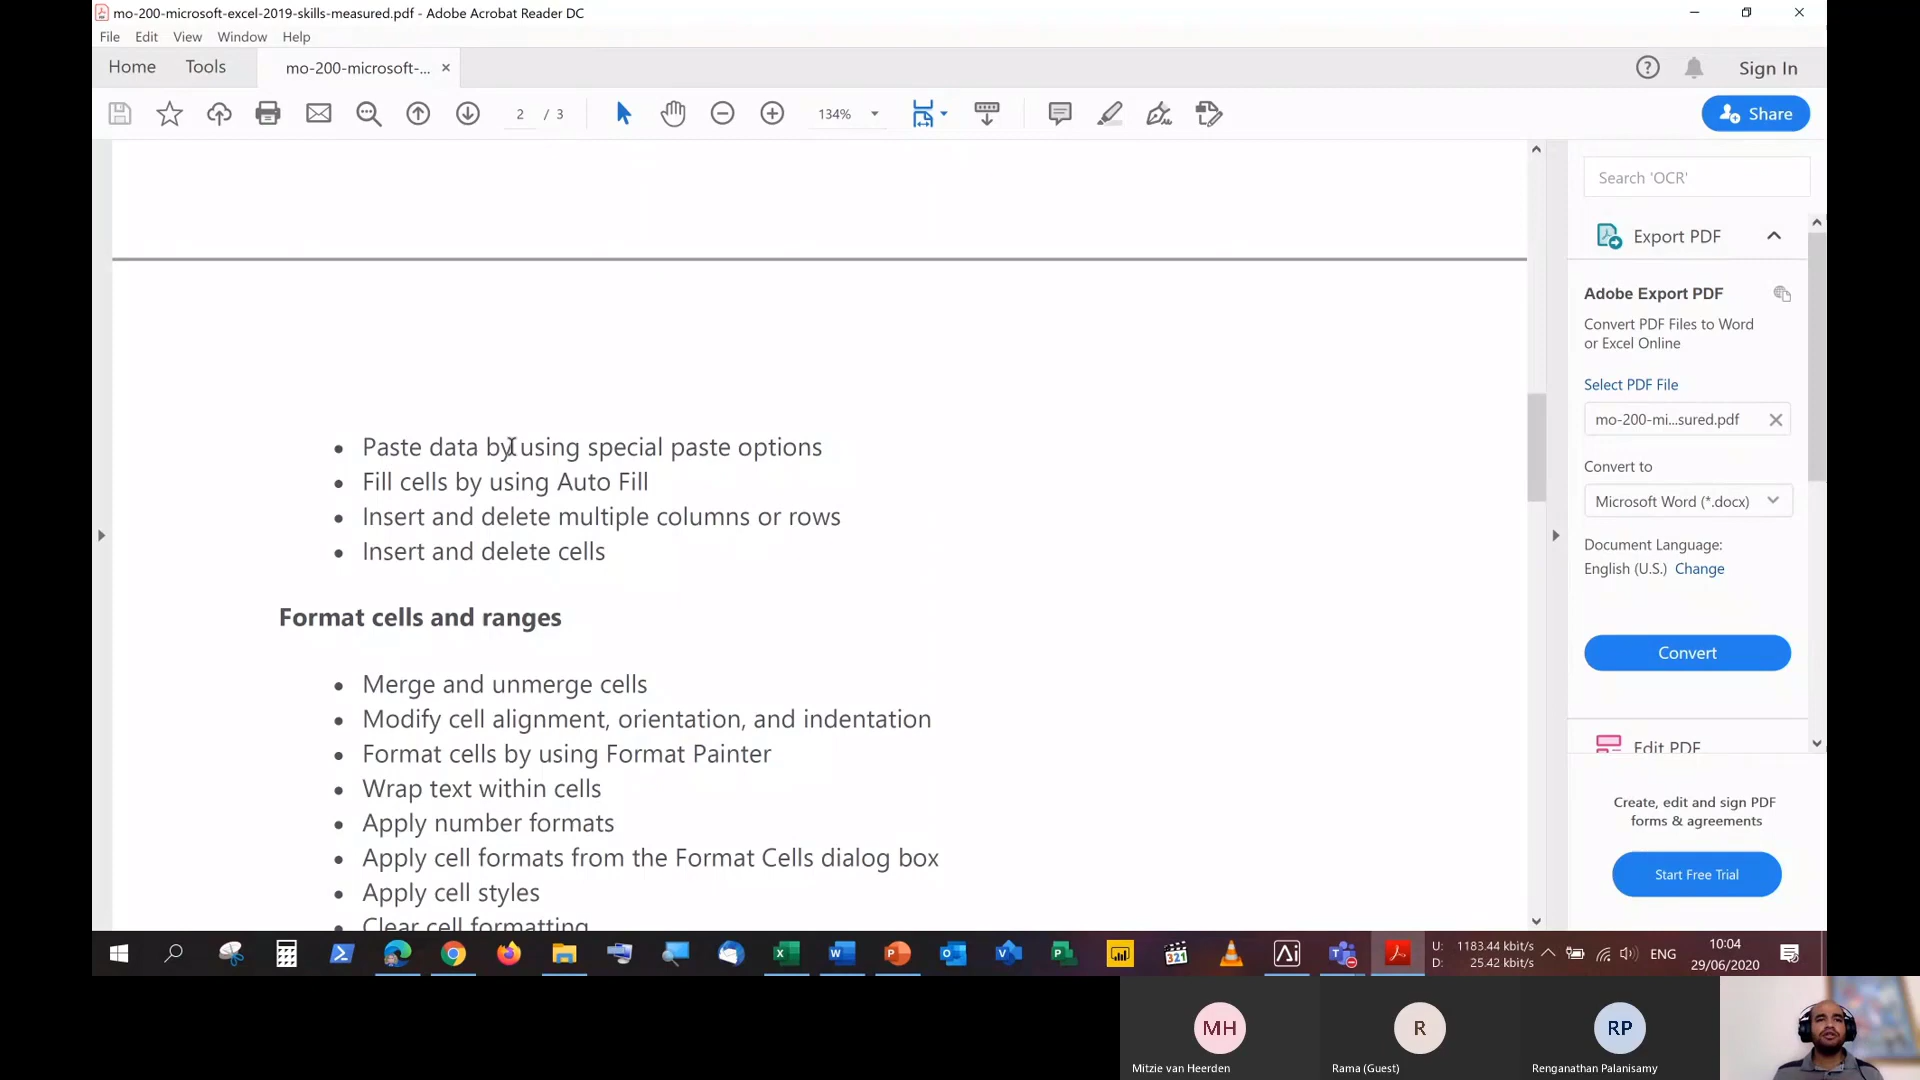 mo-200-microsoft-excel-2019-skills-measured.pdf - Adobe Acrobat Reader DC
File Edit View Window Help
Home Tools mo-200-microsoft-... × Sign In
2 / 3 134% Share
Search 'OCR'
Export PDF
Adobe Export PDF
Convert PDF Files to Word
or Excel Online
Select PDF File
mo-200-mi...sured.pdf
Convert to
Microsoft Word (*.docx)
Document Language:
English (U.S.) Change
Convert
Edit PDF
Create, edit and sign PDF
forms & agreements
Start Free Trial
• Paste data by using special paste options
• Fill cells by using Auto Fill
• Insert and delete multiple columns or rows
• Insert and delete cells
Format cells and ranges
• Merge and unmerge cells
• Modify cell alignment, orientation, and indentation
• Format cells by using Format Painter
• Wrap text within cells
• Apply number formats
• Apply cell formats from the Format Cells dialog box
• Apply cell styles
• Clear cell formatting
321
Ai
U: 1183.44 kbit/s
D: 25.42 kbit/s
ENG
10:04
29/06/2020
MH R RP
Mitzie van Heerden Rama (Guest) Renganathan Palanisamy